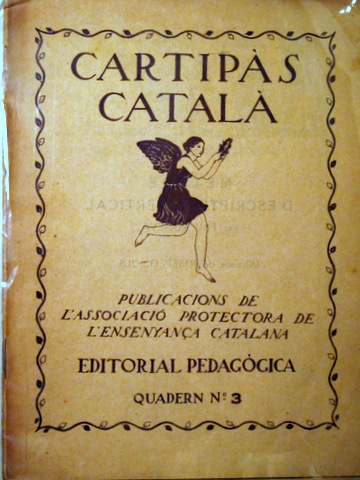 CARTIPÀS
CATALÀ
PUBLICACIONS DE
L'ASSOCIACIÓ PROTECTORA DE
L'ENSENYANÇA CATALANA
EDITORIAL PEDAGÒGICA
QUADERN Nº 3